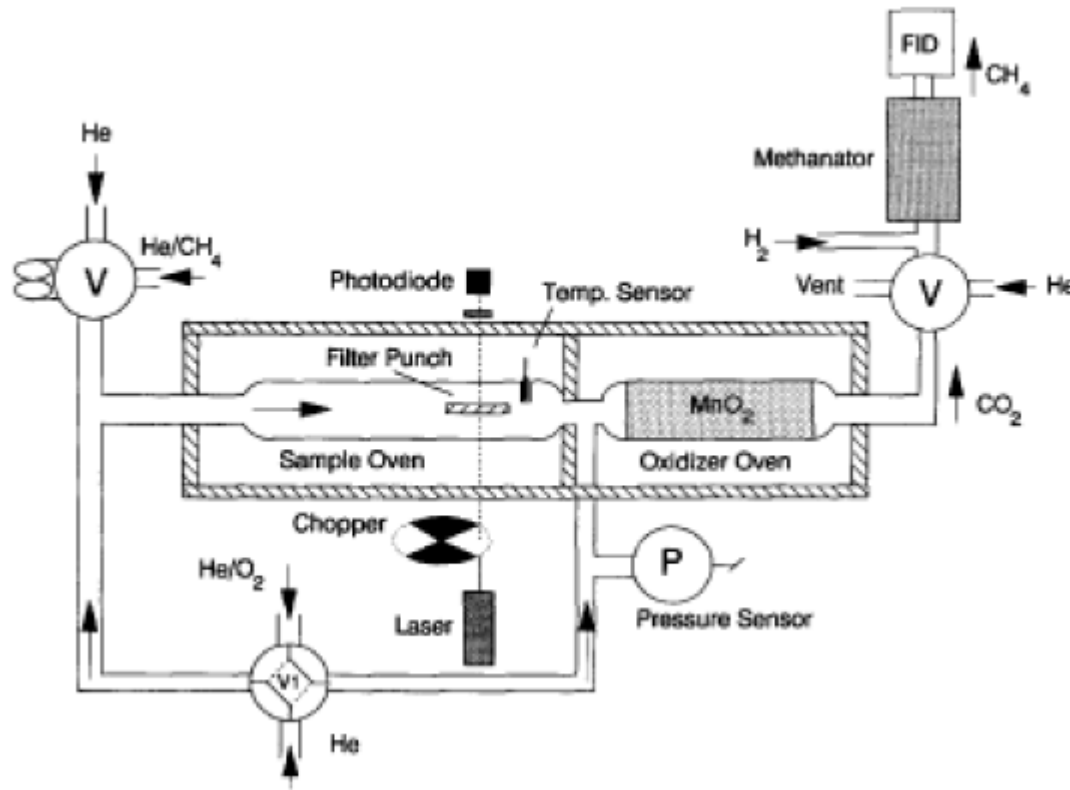 FID
CH4
He
Methanator
He/CH4
H2
V
Photodiode
Temp. Sensor
Vent
V
He
Filter Punch
MnO2
CO2
Sample Oven
Oxidizer Oven
Chopper
He/O2
P
Laser
Pressure Sensor
V1
He